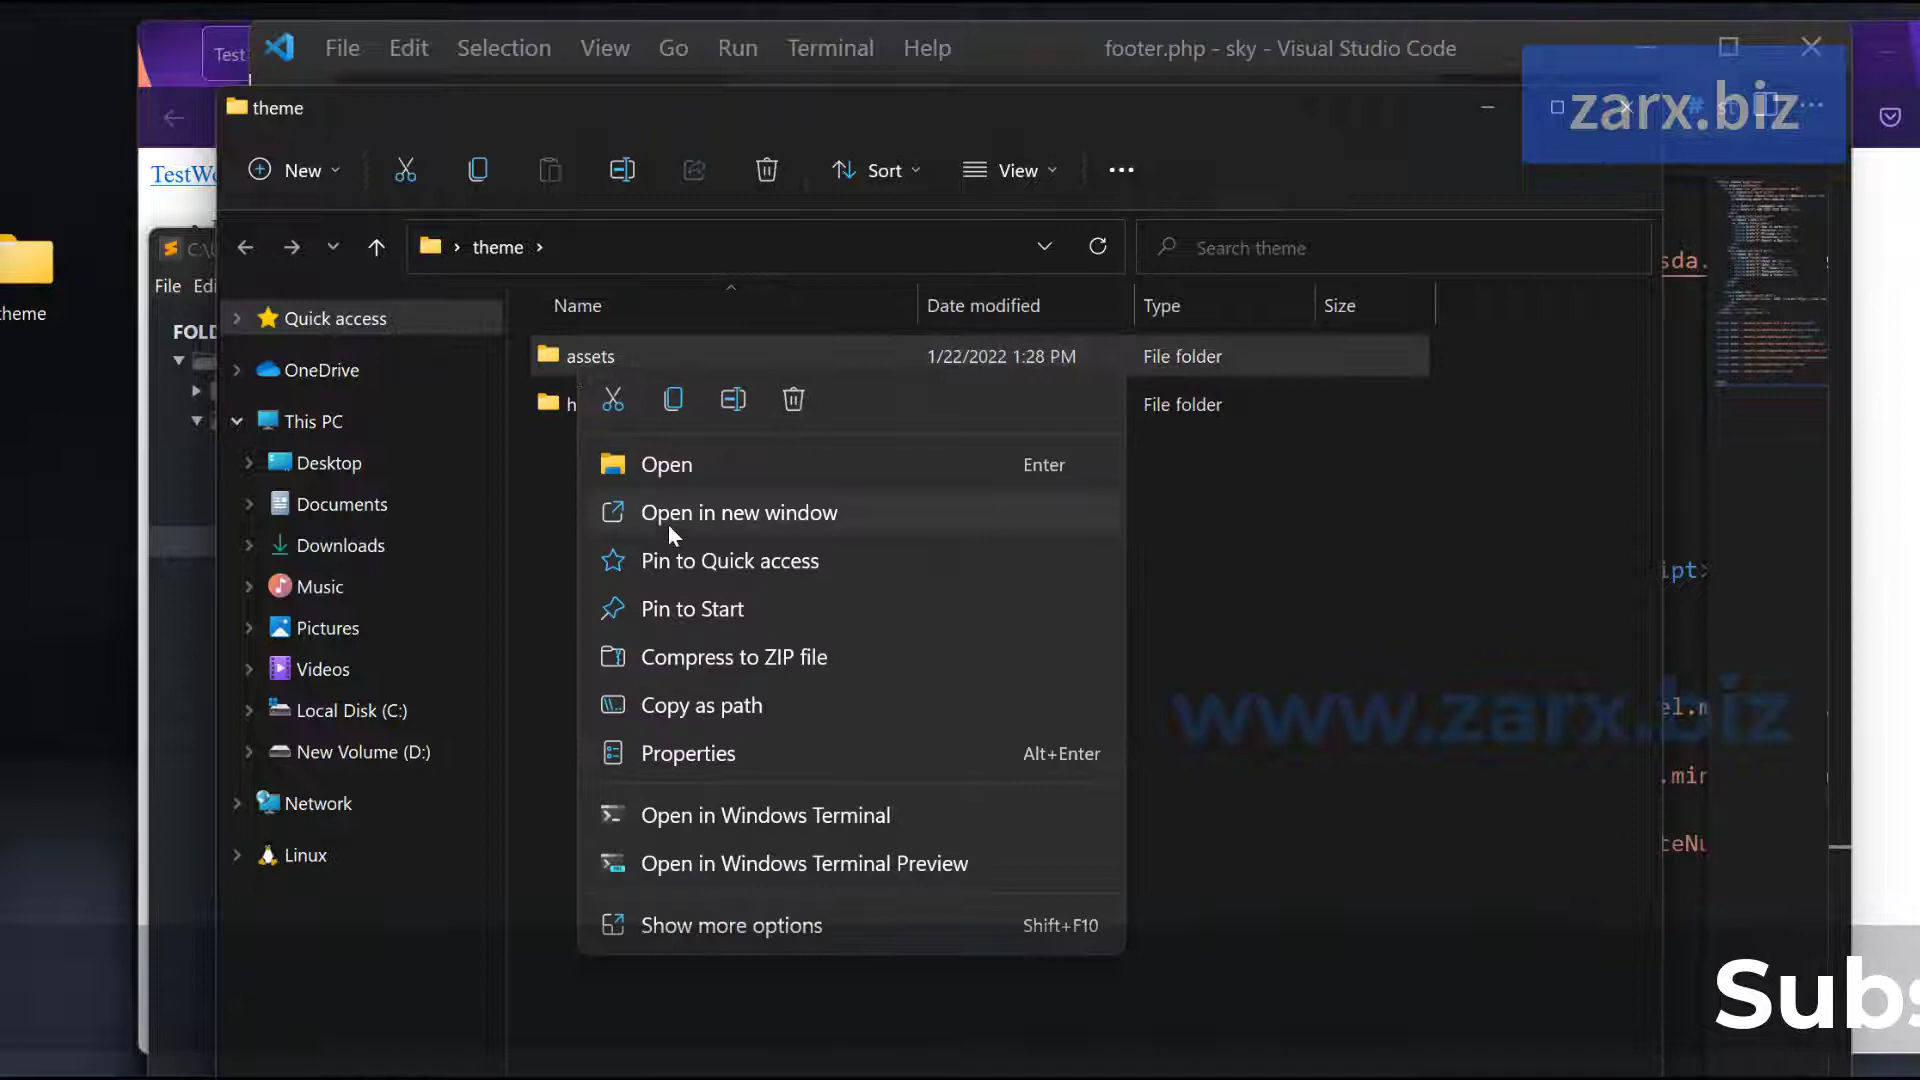 Test
File Edit Selection View Go Run Terminal Help
footer.php - sky - Visual Studio Code
zarx.biz
theme
New
Sort
View
theme
Search theme
TestWe
C:\
File Edi
FOLD
theme
Name
Date modified
Type
Size
Quick access
OneDrive
This PC
Desktop
Documents
Downloads
Music
Pictures
Videos
Local Disk (C:)
New Volume (D:)
Network
Linux
assets 1/22/2022 1:28 PM File folder
h File folder
Open Enter
Open in new window
Pin to Quick access
Pin to Start
Compress to ZIP file
Copy as path
Properties Alt+Enter
Open in Windows Terminal
Open in Windows Terminal Preview
Show more options Shift+F10
sda.
ipt>
www.zarx.biz
el.m
.min
teNu
Subs